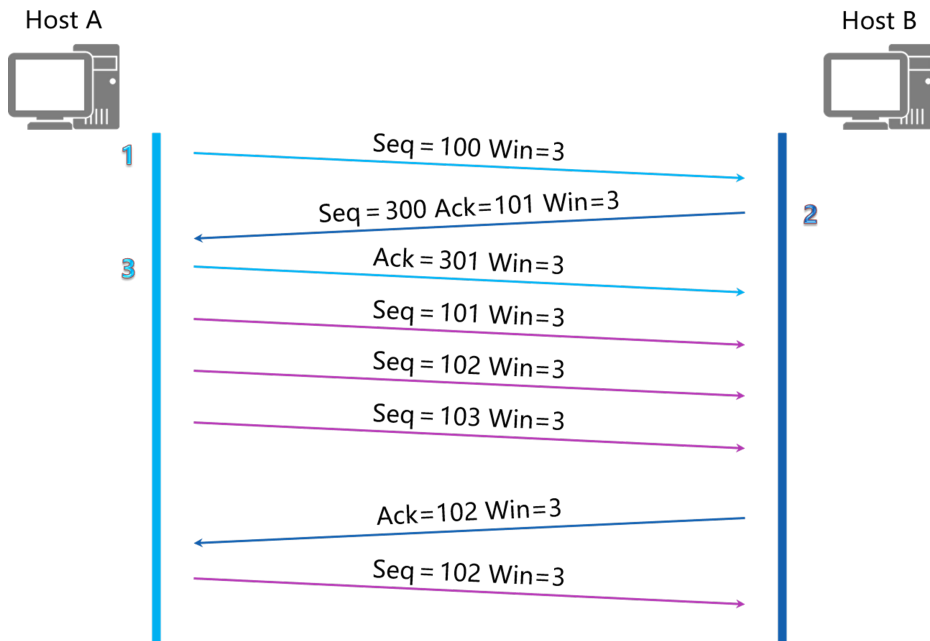 Host A
Host B
1
Seq = 100 Win=3
Seq = 300 Ack=101 Win=3
2
3
Ack = 301 Win=3
Seq = 101 Win=3
Seq = 102 Win=3
Seq = 103 Win=3
Ack=102 Win=3
Seq = 102 Win=3